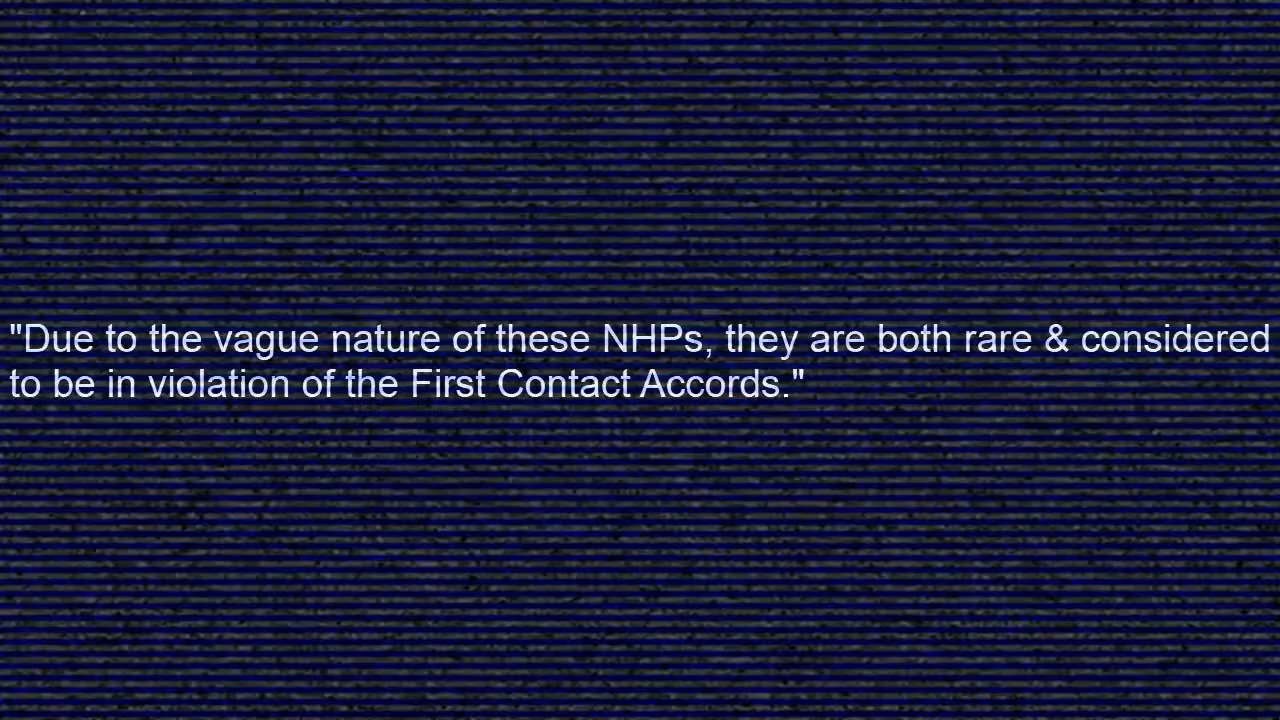 "Due to the vague nature of these NHPs, they are both rare & considered
to be in violation of the First Contact Accords."